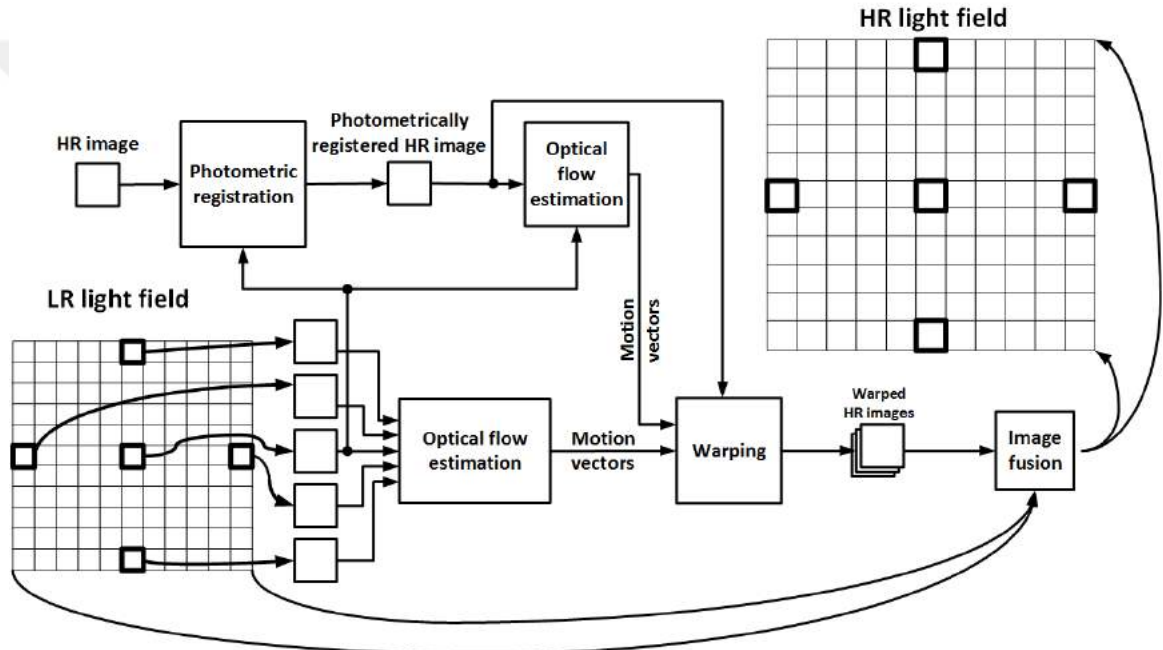 HR light field
HR image
Photometric
registration
Photometrically
registered HR image
Optical
flow
estimation
LR light field
Motion
vectors
Optical flow
estimation
Motion
vectors
Warping
Warped
HR images
Image
fusion